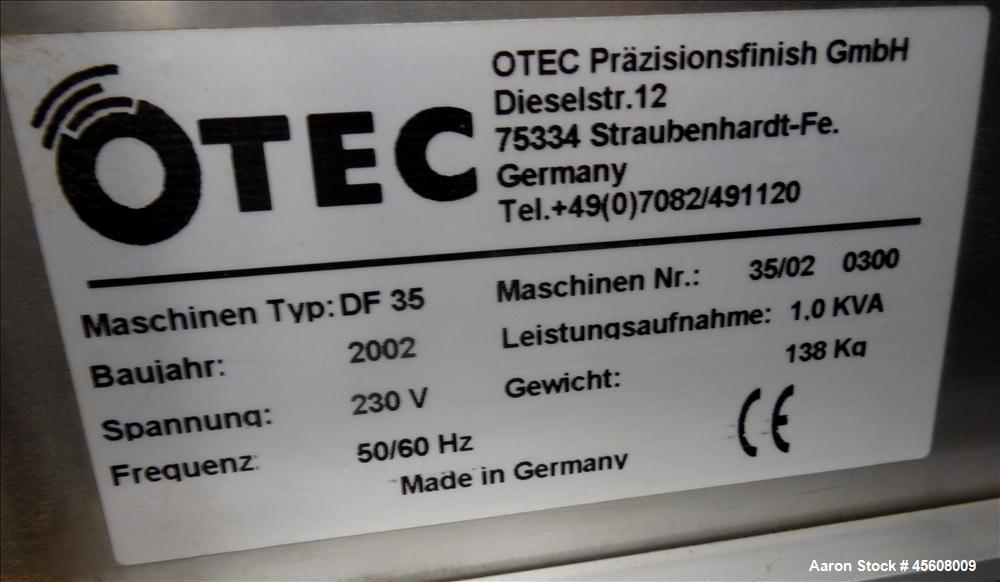 OTEC
OTEC Präzisionsfinish GmbH
Dieselstr.12
75334 Straubenhardt-Fe.
Germany
Tel.+49(0)7082/491120
Maschinen Typ: DF 35
Baujahr: 2002
Spannung: 230 V
Frequenz: 50/60 Hz
Maschinen Nr.: 35/02 0300
Leistungsaufnahme: 1.0 KVA
Gewicht: 138 Kg
CE
Made in Germany
Aaron Stock # 45608009